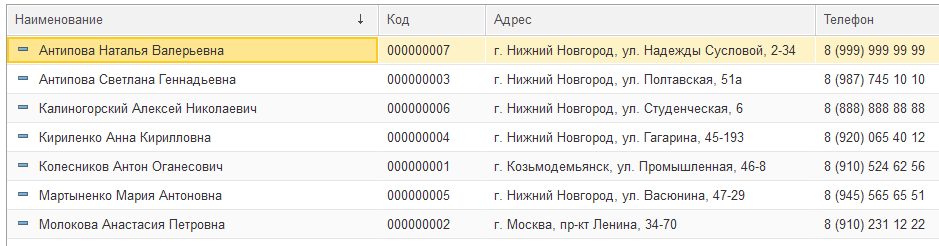 Наименование ↓ Код Адрес Телефон
Антипова Наталья Валерьевна 000000007 г. Нижний Новгород, ул. Надежды Сусловой, 2-34 8 (999) 999 99 99
Антипова Светлана Геннадьевна 000000003 г. Нижний Новгород, ул. Полтавская, 51а 8 (987) 745 10 10
Калиногорский Алексей Николаевич 000000006 г. Нижний Новгород, ул. Студенческая, 6 8 (888) 888 88 88
Кириленко Анна Кирилловна 000000004 г. Нижний Новгород, ул. Гагарина, 45-193 8 (920) 065 40 12
Колесников Антон Оганесович 000000001 г. Козьмодемьянск, ул. Промышленная, 46-8 8 (910) 524 62 56
Мартыненко Мария Антоновна 000000005 г. Нижний Новгород, ул. Васюнина, 47-29 8 (945) 565 65 51
Молокова Анастасия Петровна 000000002 г. Москва, пр-кт Ленина, 34-70 8 (910) 231 12 22